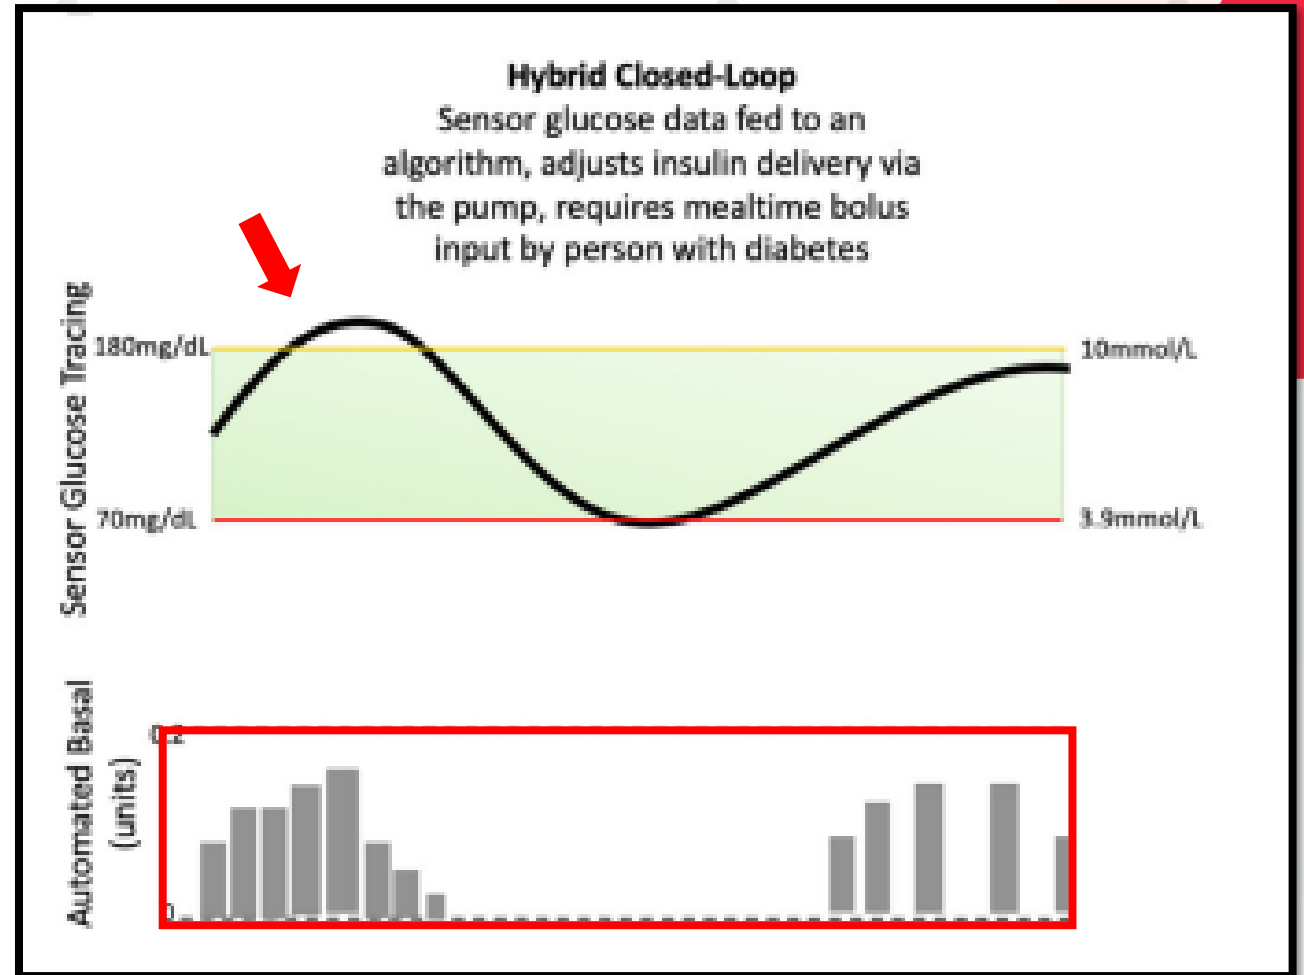 Hybrid Closed-Loop
Sensor glucose data fed to an
algorithm, adjusts insulin delivery via
the pump, requires mealtime bolus
input by person with diabetes
Sensor Glucose Tracing
180mg/dL
10mmol/L
70mg/dL
3.9mmol/L
Automated Basal
(units)
0.2
0